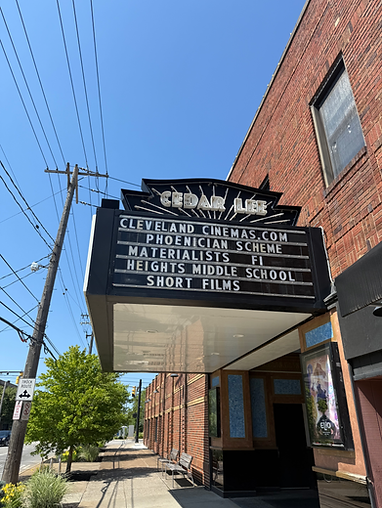 CEDAR LEE
CLEVELAND CINEMAS.COM
PHOENICIAN SCHEME
MATERIALISTS F1
HEIGHTS MIDDLE SCHOOL
SHORT FILMS